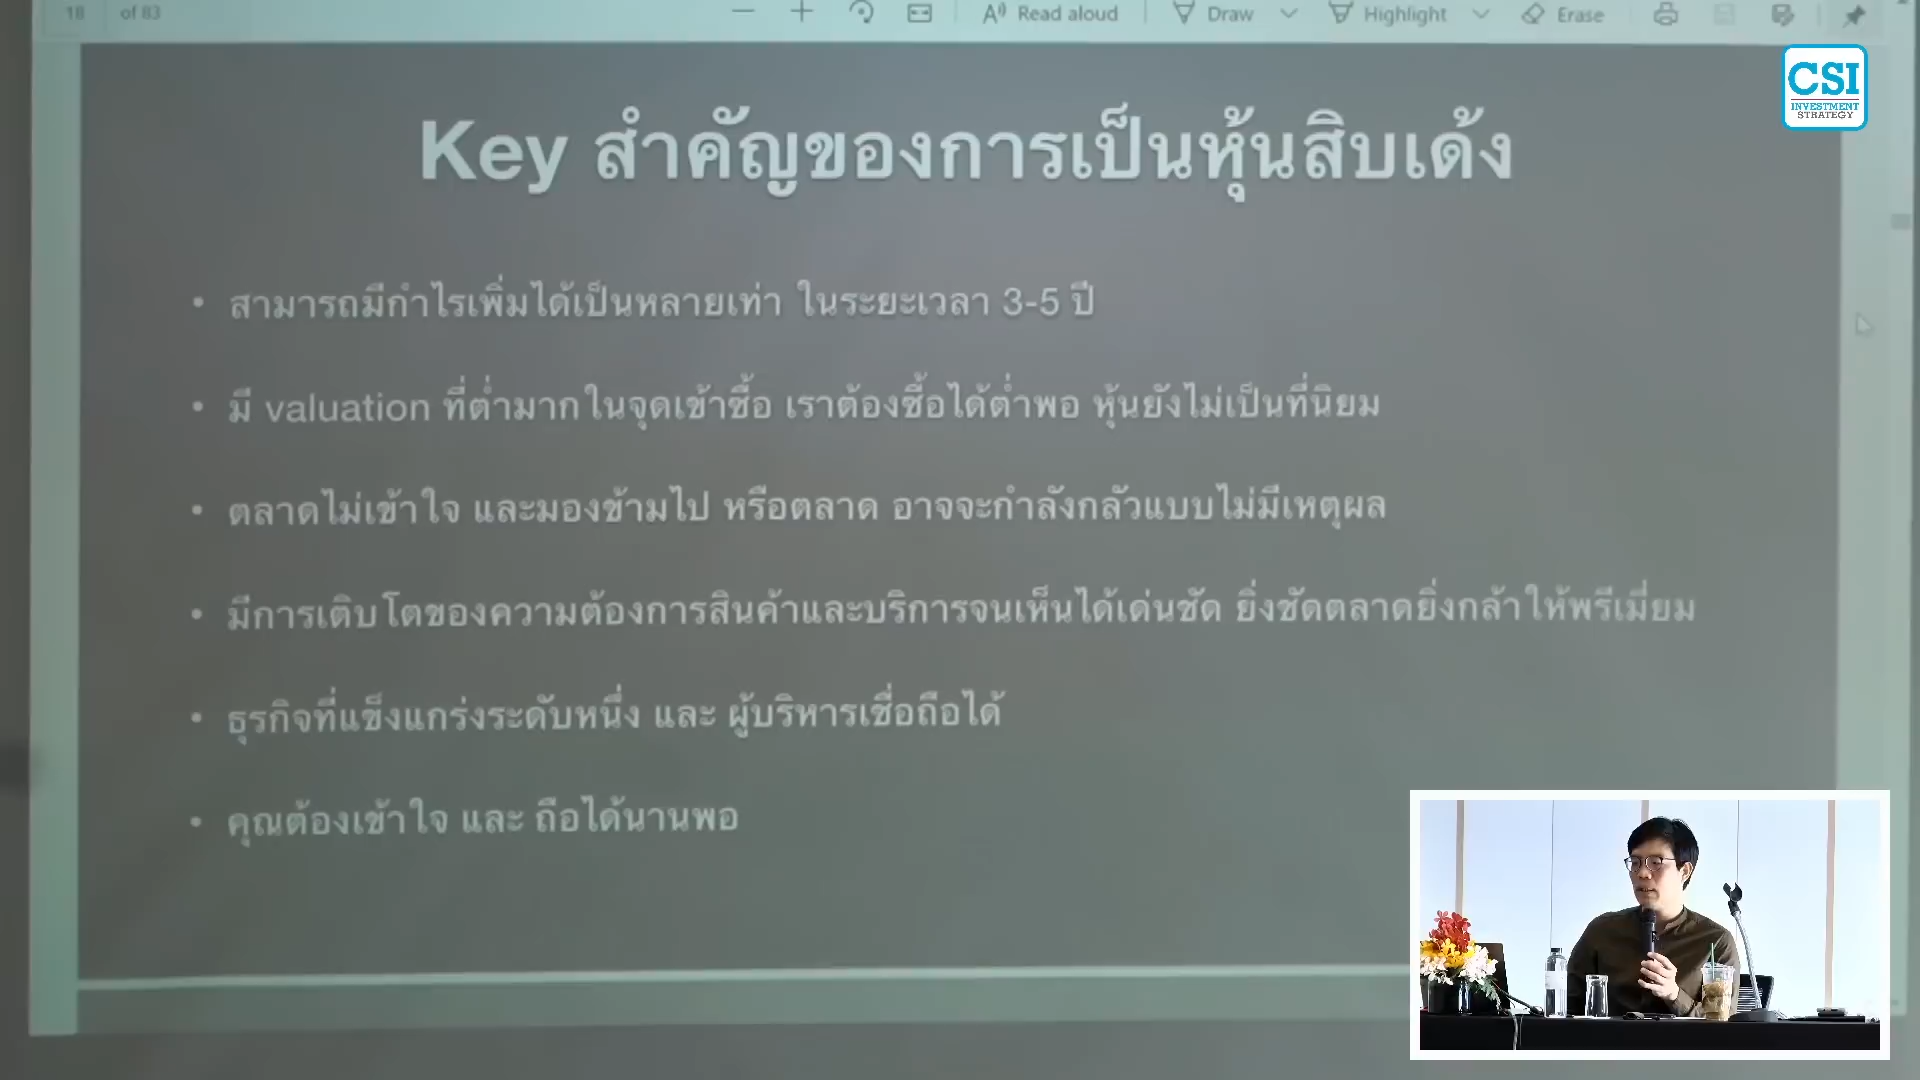 18 of 83
Read aloud
Draw
Highlight
Erase
CSI
INVESTMENT
STRATEGY
Key สำคัญของการเป็นหุ้นสิบเด้ง
• สามารถมีกำไรเพิ่มได้เป็นหลายเท่า ในระยะเวลา 3-5 ปี
• มี valuation ที่ต่ำมากในจุดเข้าซื้อ เราต้องซื้อได้ต่ำพอ หุ้นยังไม่เป็นที่นิยม
• ตลาดไม่เข้าใจ และมองข้ามไป หรือตลาด อาจจะกำลังกลัวแบบไม่มีเหตุผล
• มีการเติบโตของความต้องการสินค้าและบริการจนเห็นได้เด่นชัด ยิ่งชัดตลาดยิ่งกล้าให้พรีเมี่ยม
• ธุรกิจที่แข็งแกร่งระดับหนึ่ง และ ผู้บริหารเชื่อถือได้
• คุณต้องเข้าใจ และ ถือได้นานพอ